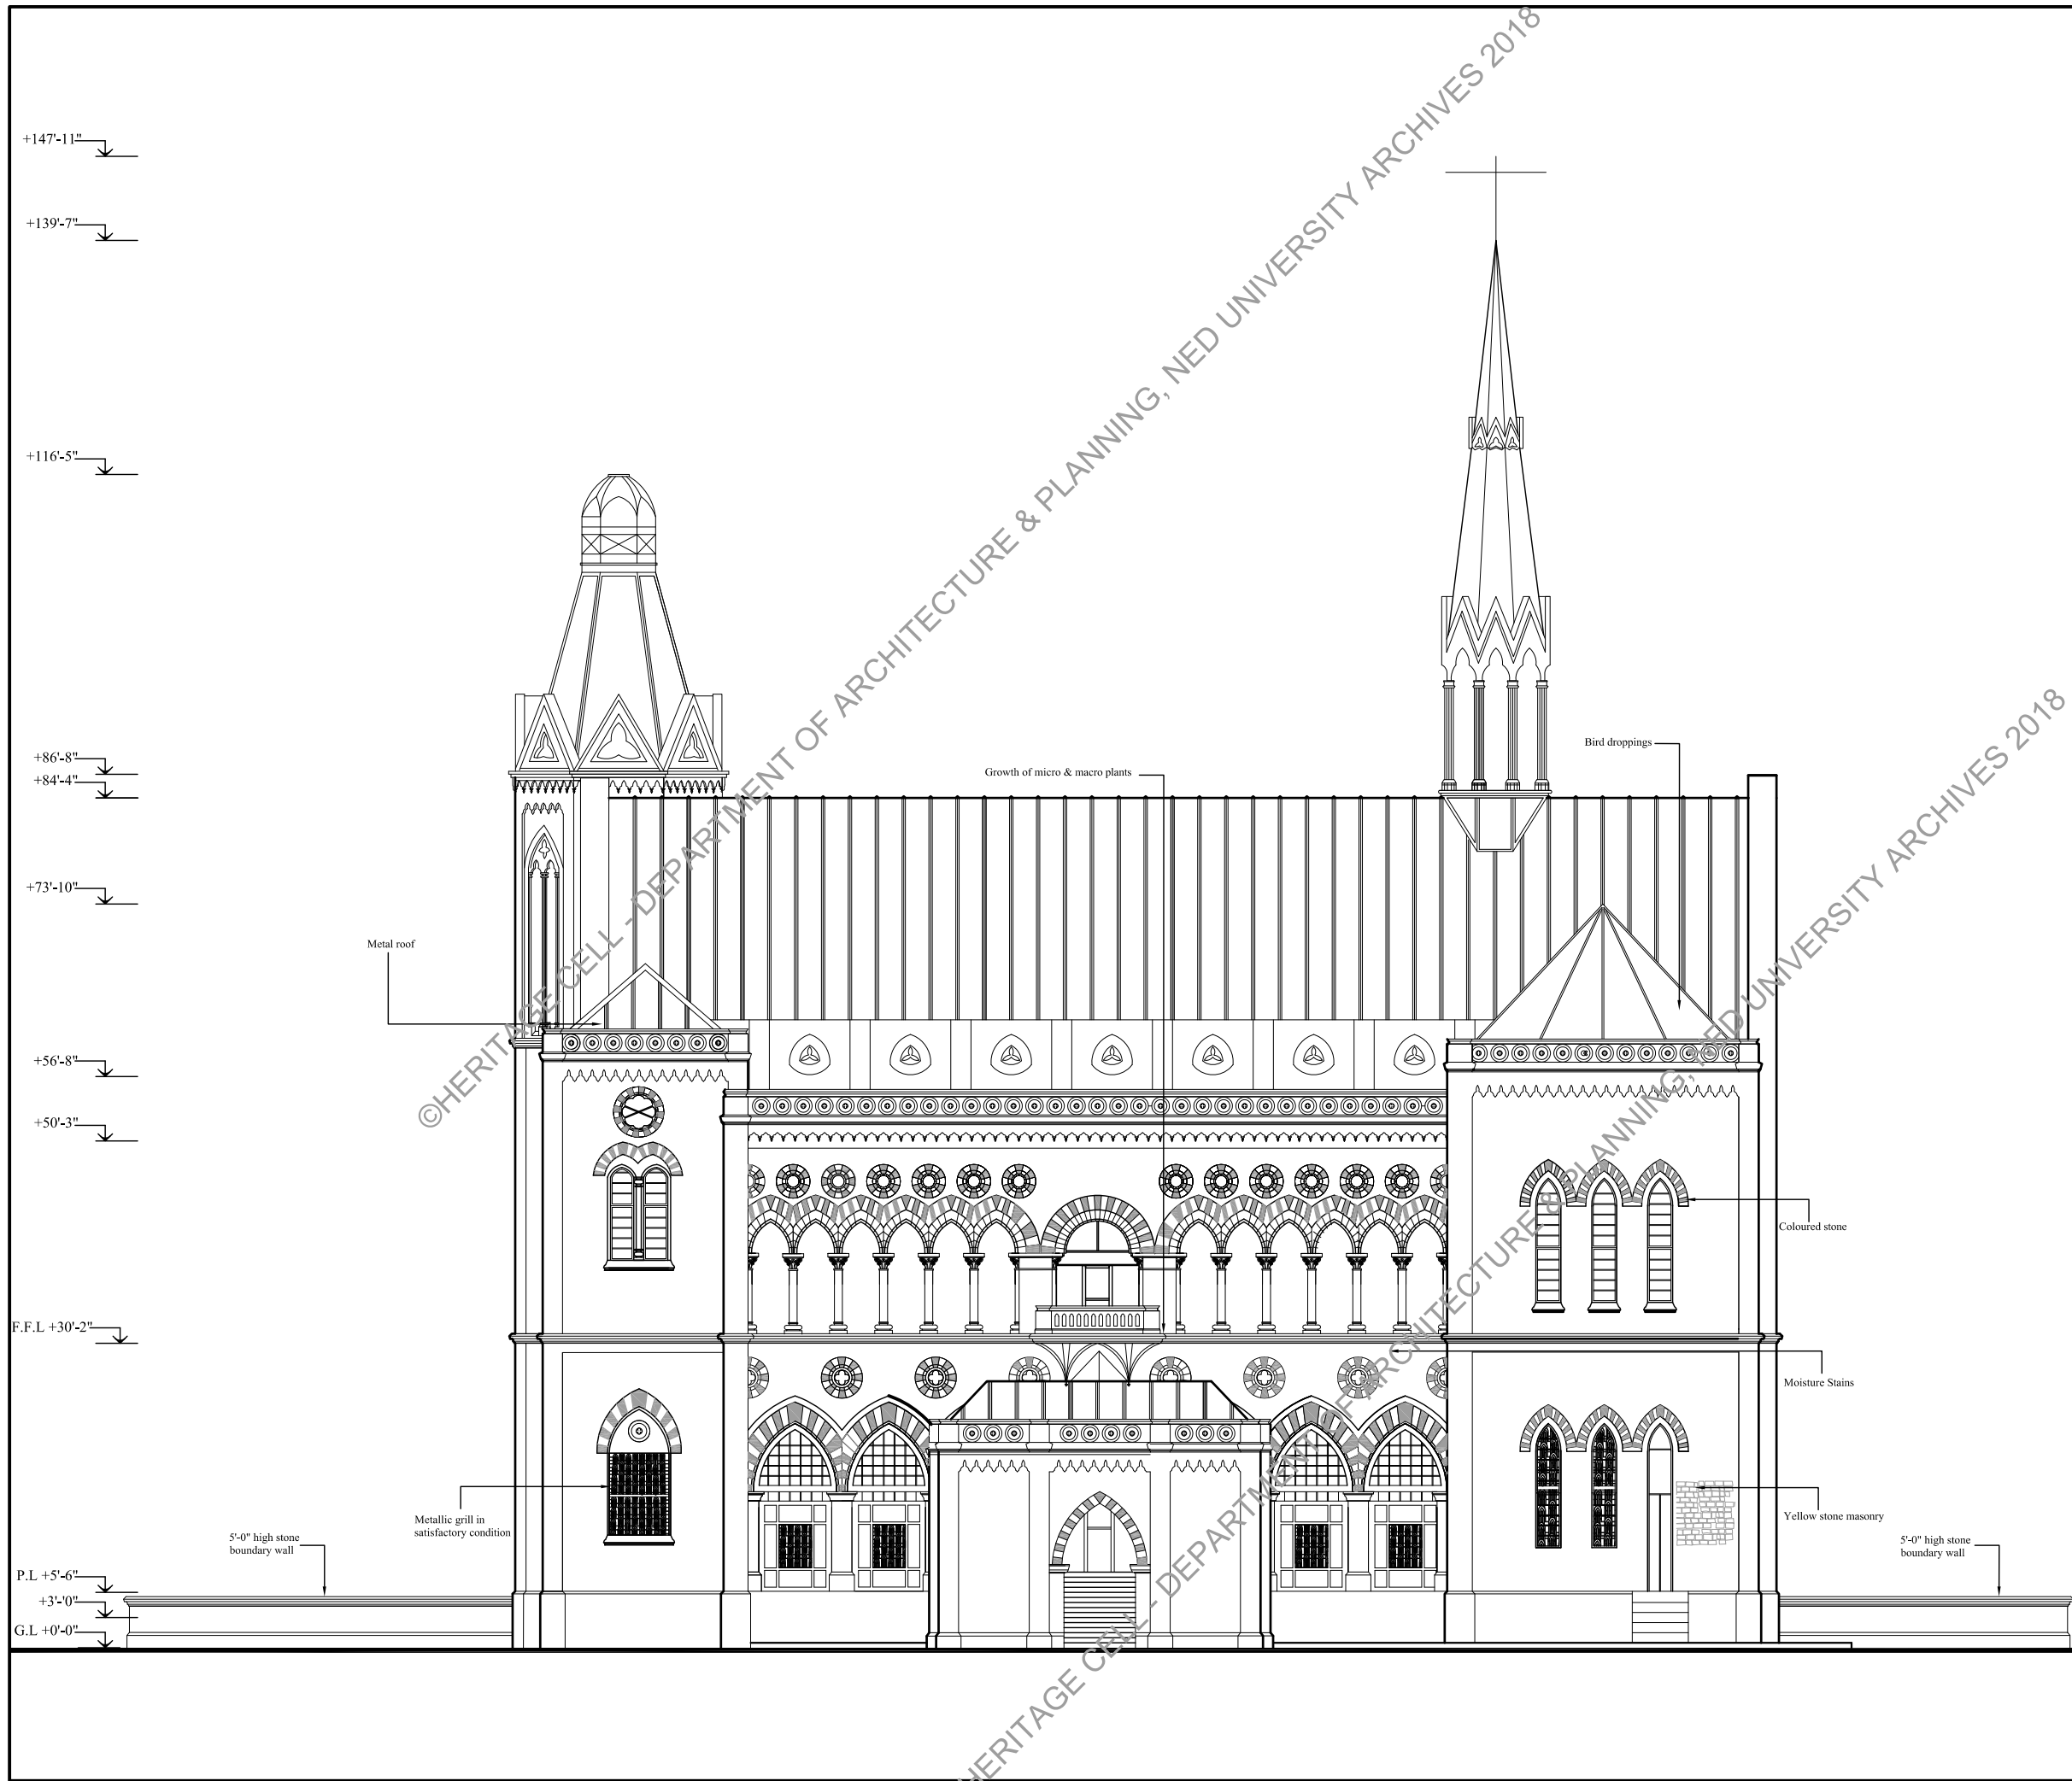 ©HERITAGE CELL - DEPARTMENT OF ARCHITECTURE & PLANNING, NED UNIVERSITY ARCHIVES 2018
+147'-11"
+139'-7"
+116'-5"
+86'-8"
+84'-4"
+73'-10"
+56'-8"
+50'-3"
F.F.L +30'-2"
P.L +5'-6"
+3'-'0"
G.L +0'-0"
Bird droppings
Growth of micro & macro plants
Metal roof
Coloured stone
Moisture Stains
Metallic grill in
satisfactory condition
Yellow stone masonry
5'-0" high stone
boundary wall
5'-0" high stone
boundary wall
HERITAGE CELL - DEPARTMENT OF ARCHITECTURE & PLANNING, NED UNIVERSITY ARCHIVES 2018